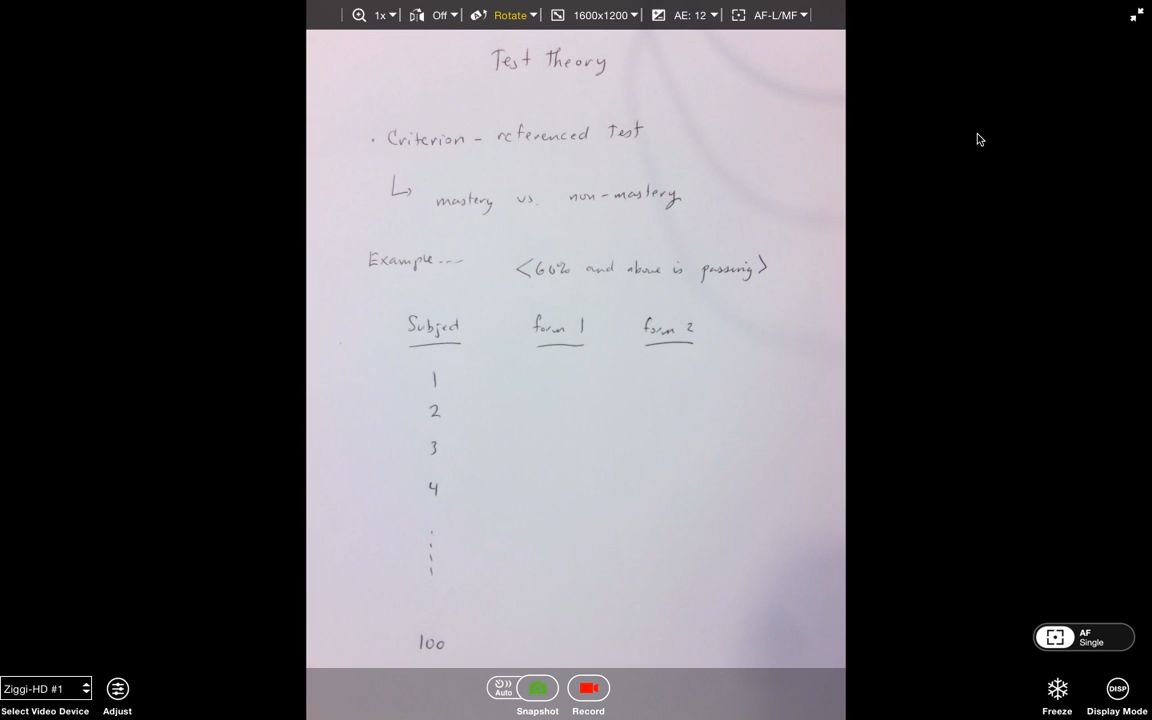 1x Off Rotate 1600x1200 AE: 12 AF-L/MF
Test Theory
· Criterion - referenced Test
mastery vs. non-mastery
Example.... <60% and above is passing>
Subject form 1 form 2
1
2
3
4
100
AF
Single
Ziggi-HD #1
Select Video Device
Adjust
Auto
Snapshot
Record
Freeze
DISP
Display Mode